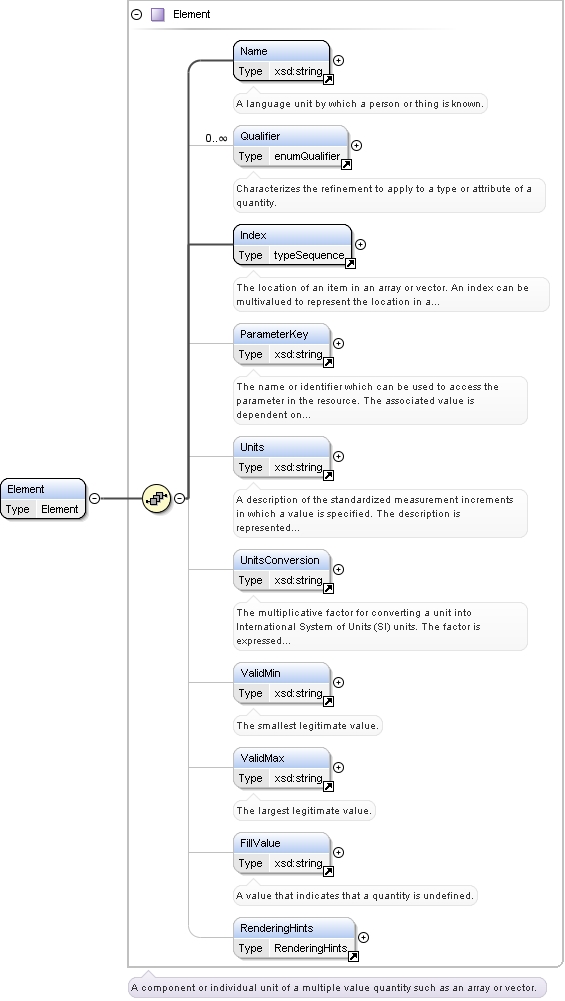 Element
Name
Type xsd:string
A language unit by which a person or thing is known.
0..∞
Qualifier
Type enumQualifier
Characterizes the refinement to apply to a type or attribute of a
quantity.
Index
Type typeSequence
The location of an item in an array or vector. An index can be
multivalued to represent the location in a...
ParameterKey
Type xsd:string
The name or identifier which can be used to access the
parameter in the resource. The associated value is
dependent on...
Units
Type xsd:string
A description of the standardized measurement increments
in which a value is specified. The description is
represented...
Element
Type Element
UnitsConversion
Type xsd:string
The multiplicative factor for converting a unit into
International System of Units (SI) units. The factor is
expressed...
ValidMin
Type xsd:string
The smallest legitimate value.
ValidMax
Type xsd:string
The largest legitimate value.
FillValue
Type xsd:string
A value that indicates that a quantity is undefined.
RenderingHints
Type RenderingHints
A component or individual unit of a multiple value quantity such as an array or vector.